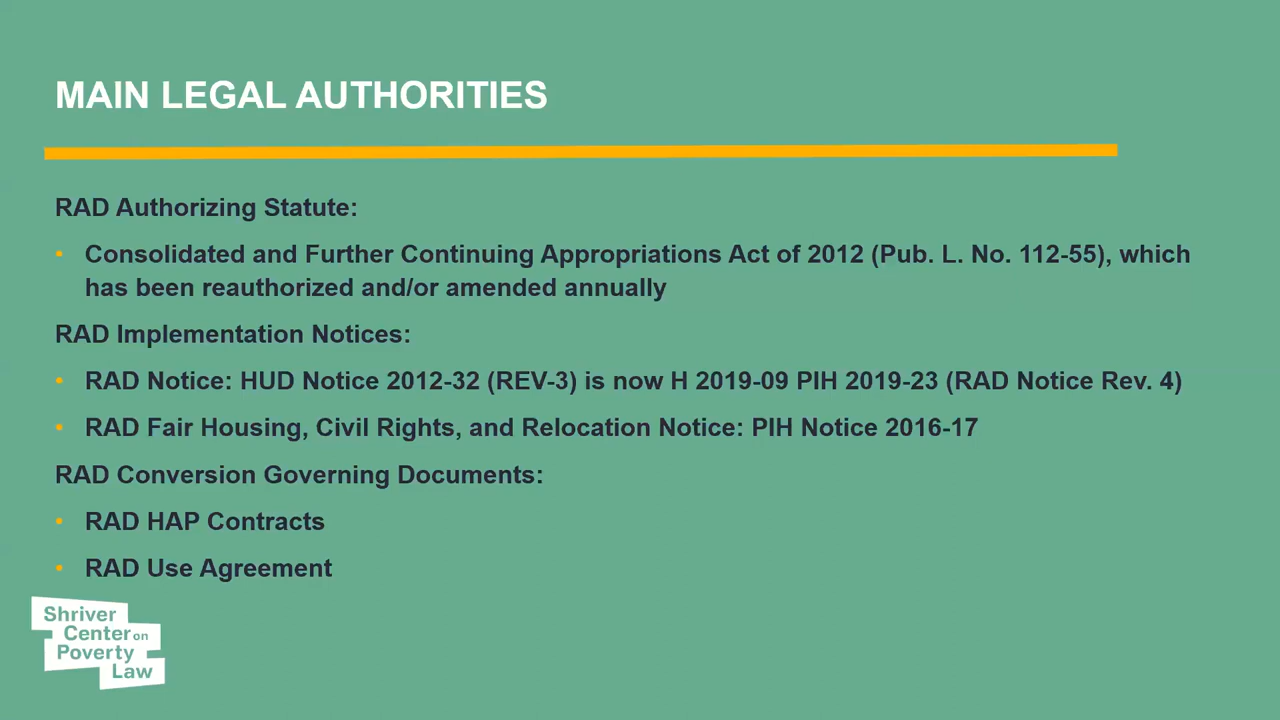 MAIN LEGAL AUTHORITIES
RAD Authorizing Statute:
• Consolidated and Further Continuing Appropriations Act of 2012 (Pub. L. No. 112-55), which
has been reauthorized and/or amended annually
RAD Implementation Notices:
• RAD Notice: HUD Notice 2012-32 (REV-3) is now H 2019-09 PIH 2019-23 (RAD Notice Rev. 4)
• RAD Fair Housing, Civil Rights, and Relocation Notice: PIH Notice 2016-17
RAD Conversion Governing Documents:
• RAD HAP Contracts
• RAD Use Agreement
Shriver
Center on
Poverty
Law